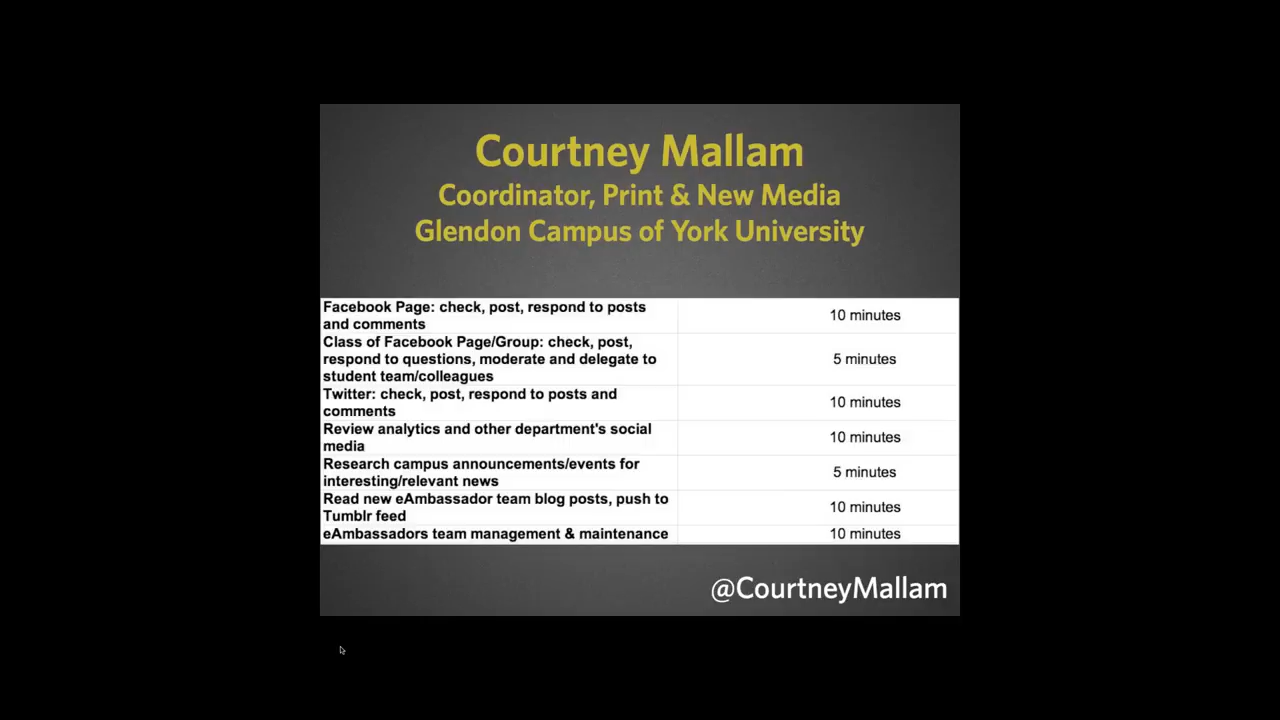 Courtney Mallam
Coordinator, Print & New Media
Glendon Campus of York University
Facebook Page: check, post, respond to posts
and comments
10 minutes
Class of Facebook Page/Group: check, post,
respond to questions, moderate and delegate to
student team/colleagues
5 minutes
Twitter: check, post, respond to posts and
comments
10 minutes
Review analytics and other department's social
media
10 minutes
Research campus announcements/events for
interesting/relevant news
5 minutes
Read new eAmbassador team blog posts, push to
Tumblr feed
10 minutes
eAmbassadors team management & maintenance
10 minutes
@CourtneyMallam